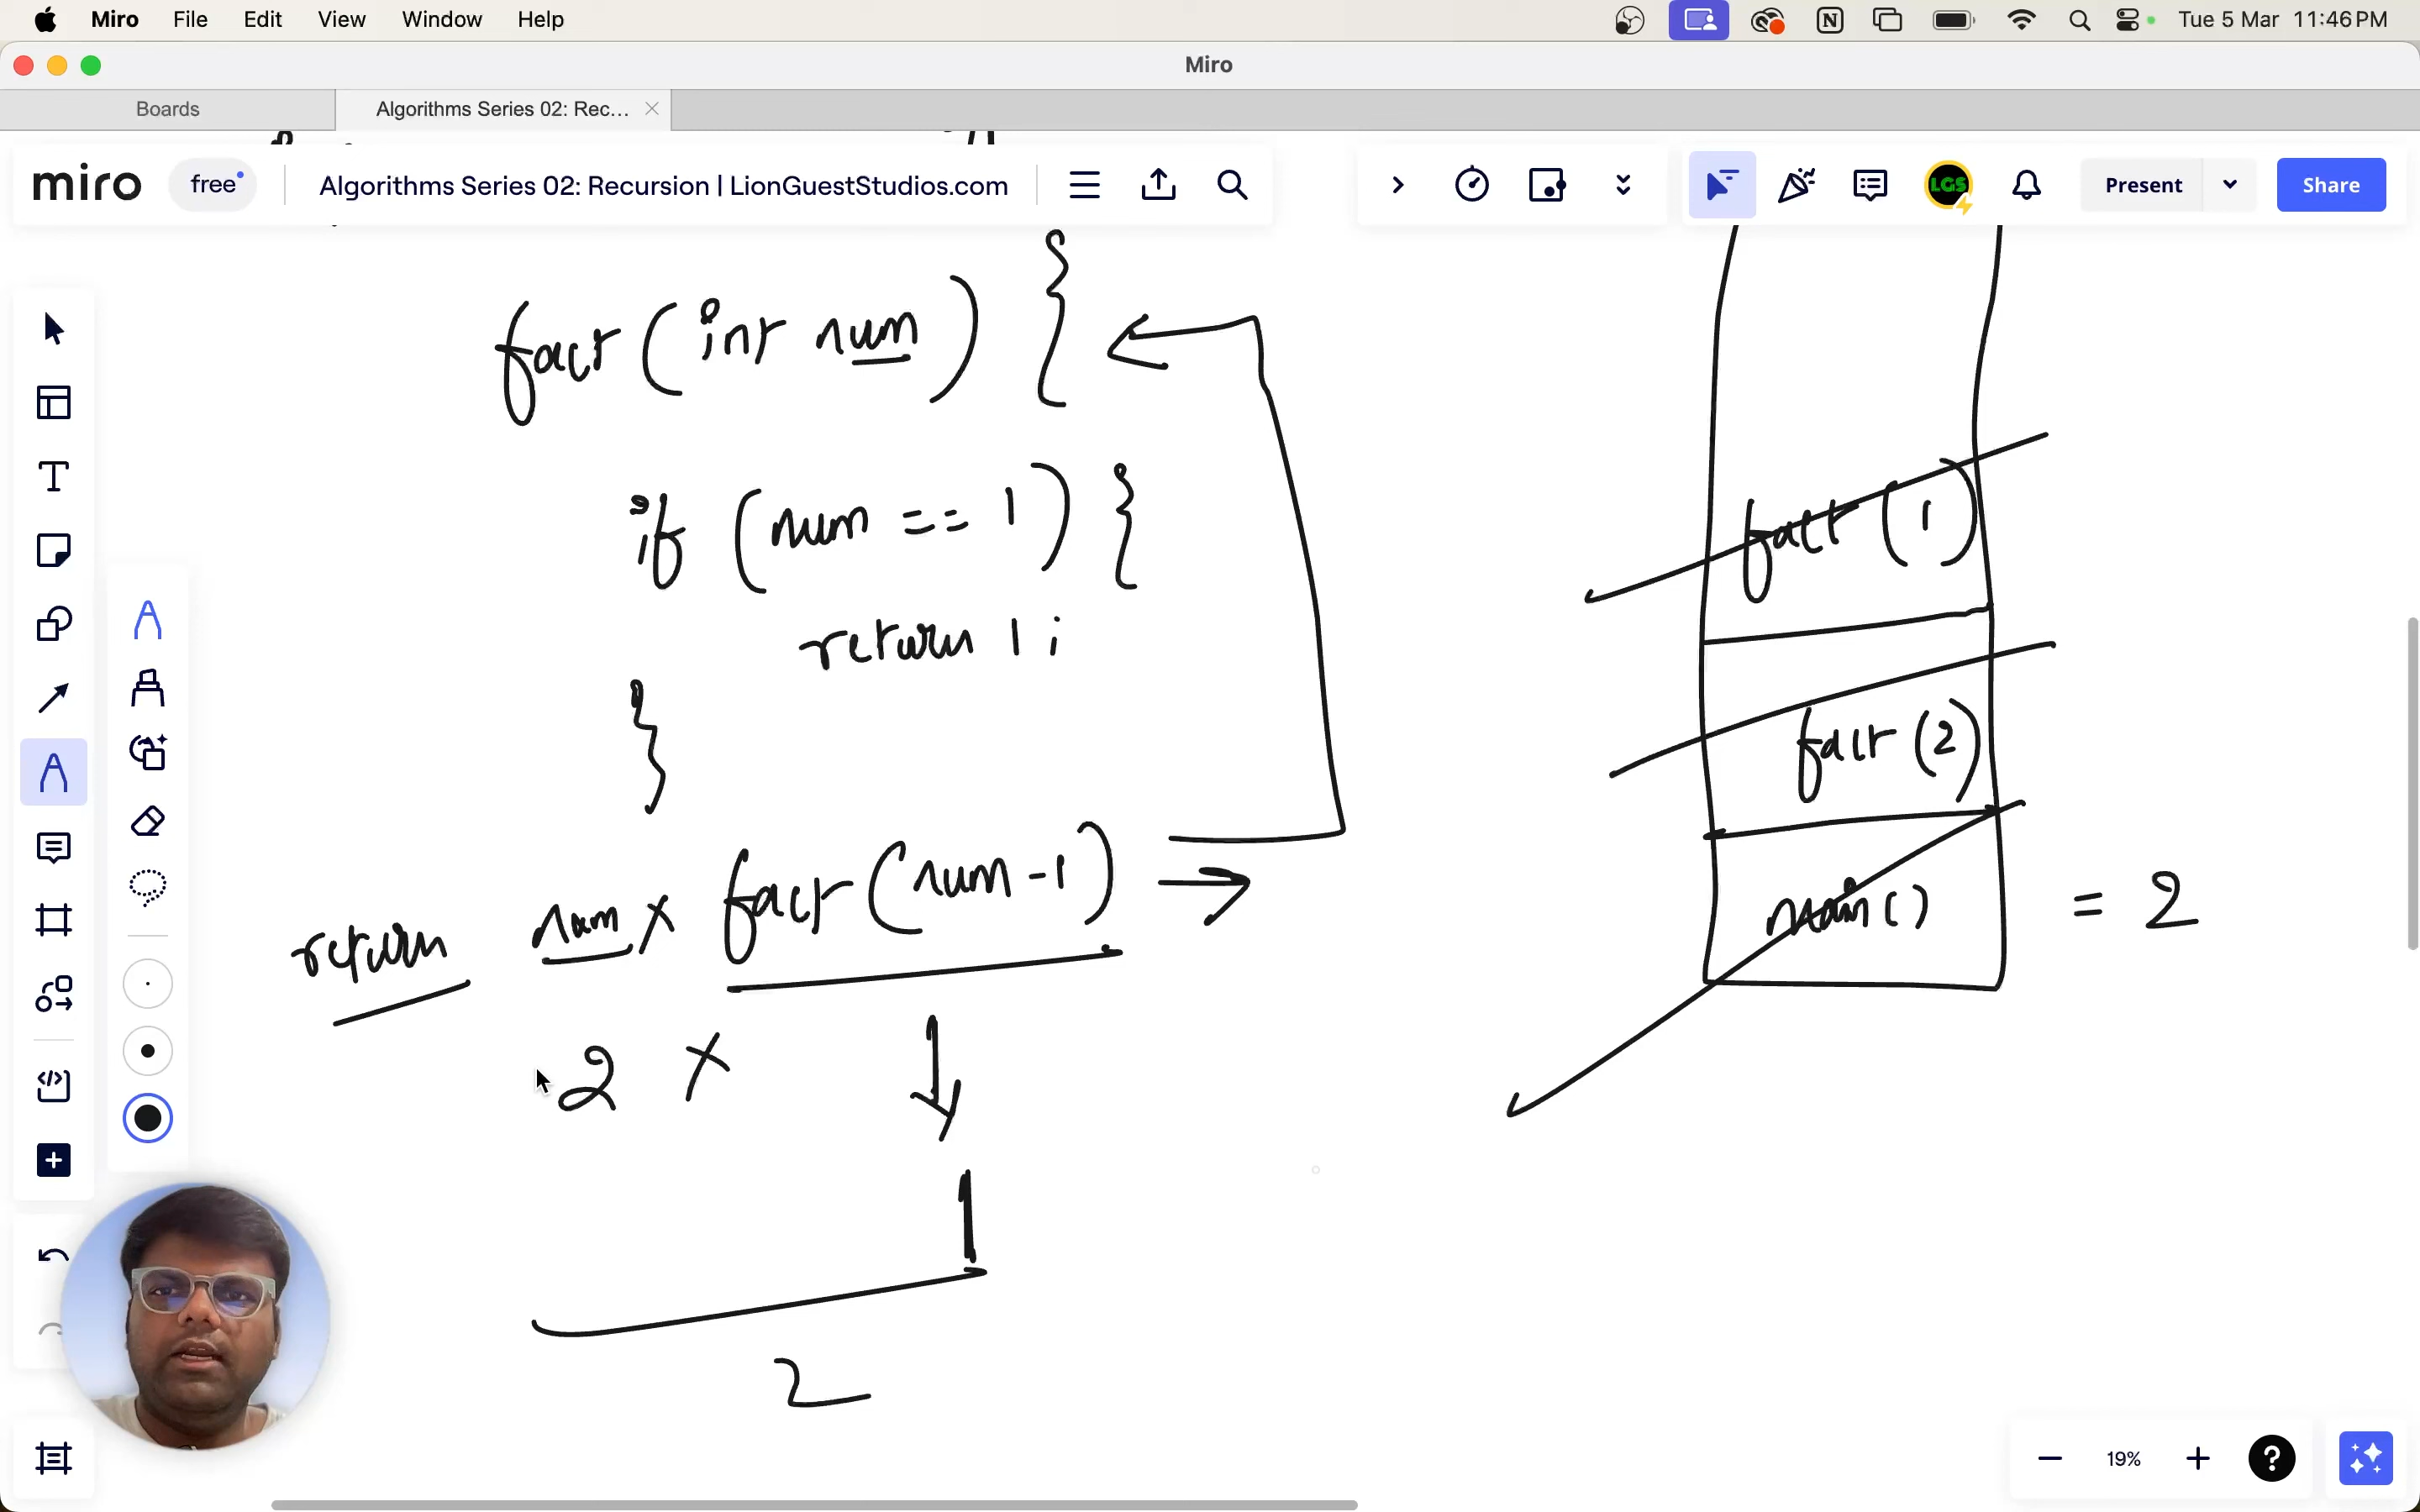 Miro File Edit View Window Help Tue 5 Mar 11:46 PM
Miro
Boards Algorithms Series 02: Rec...
miro free Algorithms Series 02: Recursion | LionGuestStudios.com LGS Present Share
fact (int num) {
if (num == 1) {
return 1;
}
return num x fact (num - 1) →
2 x
1
2
fact (1)
fact (2)
main () = 2
19%